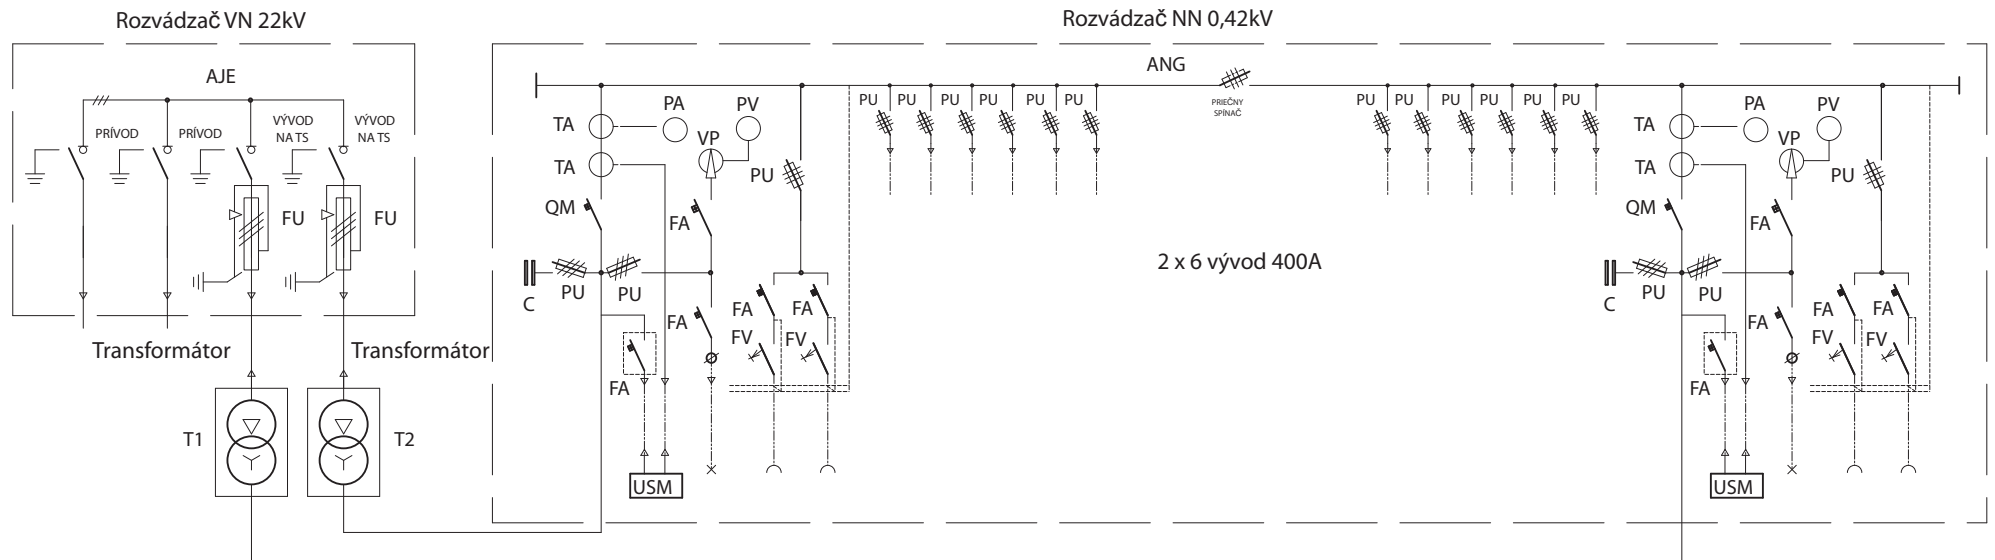 Rozvádzač VN 22kV
Rozvádzač NN 0,42kV
AJE
PRÍVOD
PRÍVOD
VÝVOD
NA TS
VÝVOD
NA TS
FU
FU
Transformátor
Transformátor
T1
T2
ANG
TA
PA
PV
VP
TA
PU
QM
FA
C
PU
PU
FA
FA
FA
FV
FV
FA
USM
PU
PU
PU
PU
PU
PU
PRIEČNY
SPÍNAČ
2 x 6 vývod 400A
PU
PU
PU
PU
PU
PU
TA
PA
PV
VP
TA
PU
QM
FA
C
PU
PU
FA
FA
FA
FV
FV
FA
USM